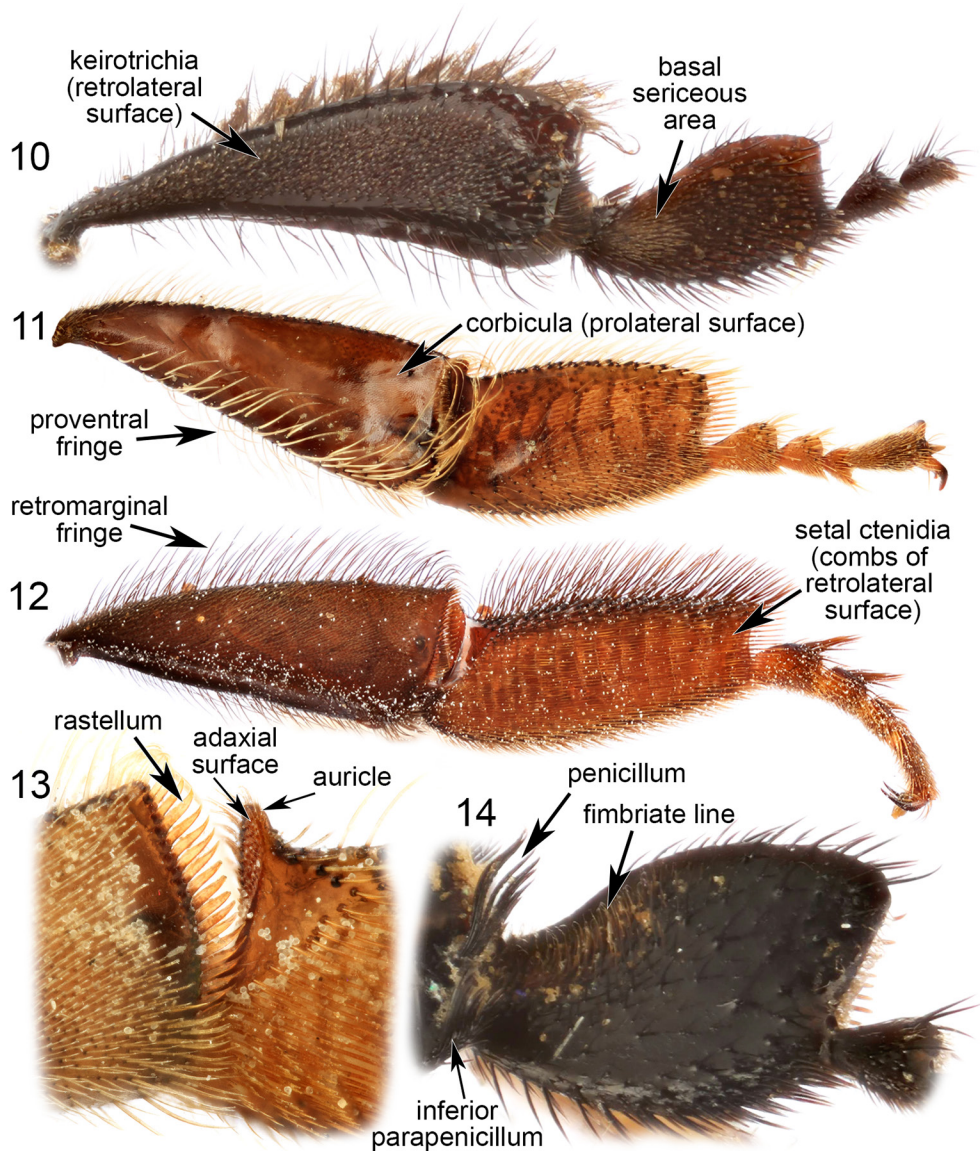 keirotrichia
(retrolateral
surface)
basal
sericeous
area
10
11
corbicula (prolateral surface)
proventral
fringe
retromarginal
fringe
setal ctenidia
(combs of
retrolateral
surface)
12
rastellum
adaxial
surface
auricle
13
penicillum
14
fimbriate line
inferior
parapenicillum